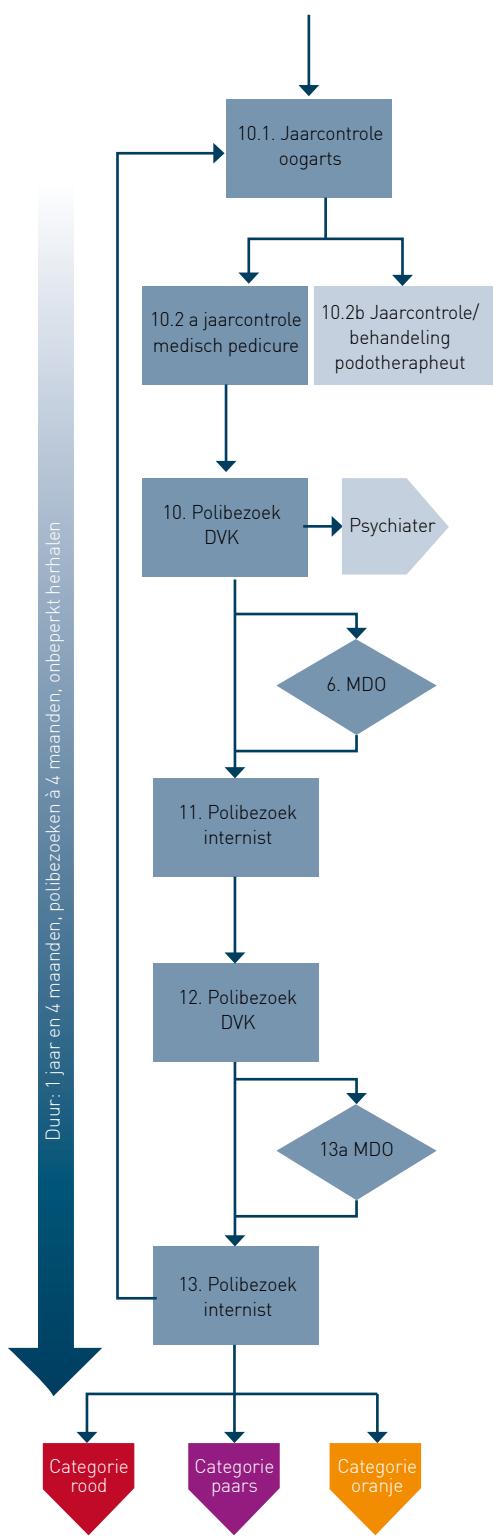 10.1. Jaarcontrole
oogarts
10.2 a jaarcontrole
medisch pedicure
10.2b Jaarcontrole/
behandeling
podotherapheut
10. Polibezoek
DVK
Psychiater
6. MDO
11. Polibezoek
internist
12. Polibezoek
DVK
13a MDO
13. Polibezoek
internist
Duur: 1 jaar en 4 maanden, polibezoeken à 4 maanden, onbeperkt herhalen
Categorie
rood
Categorie
paars
Categorie
oranje